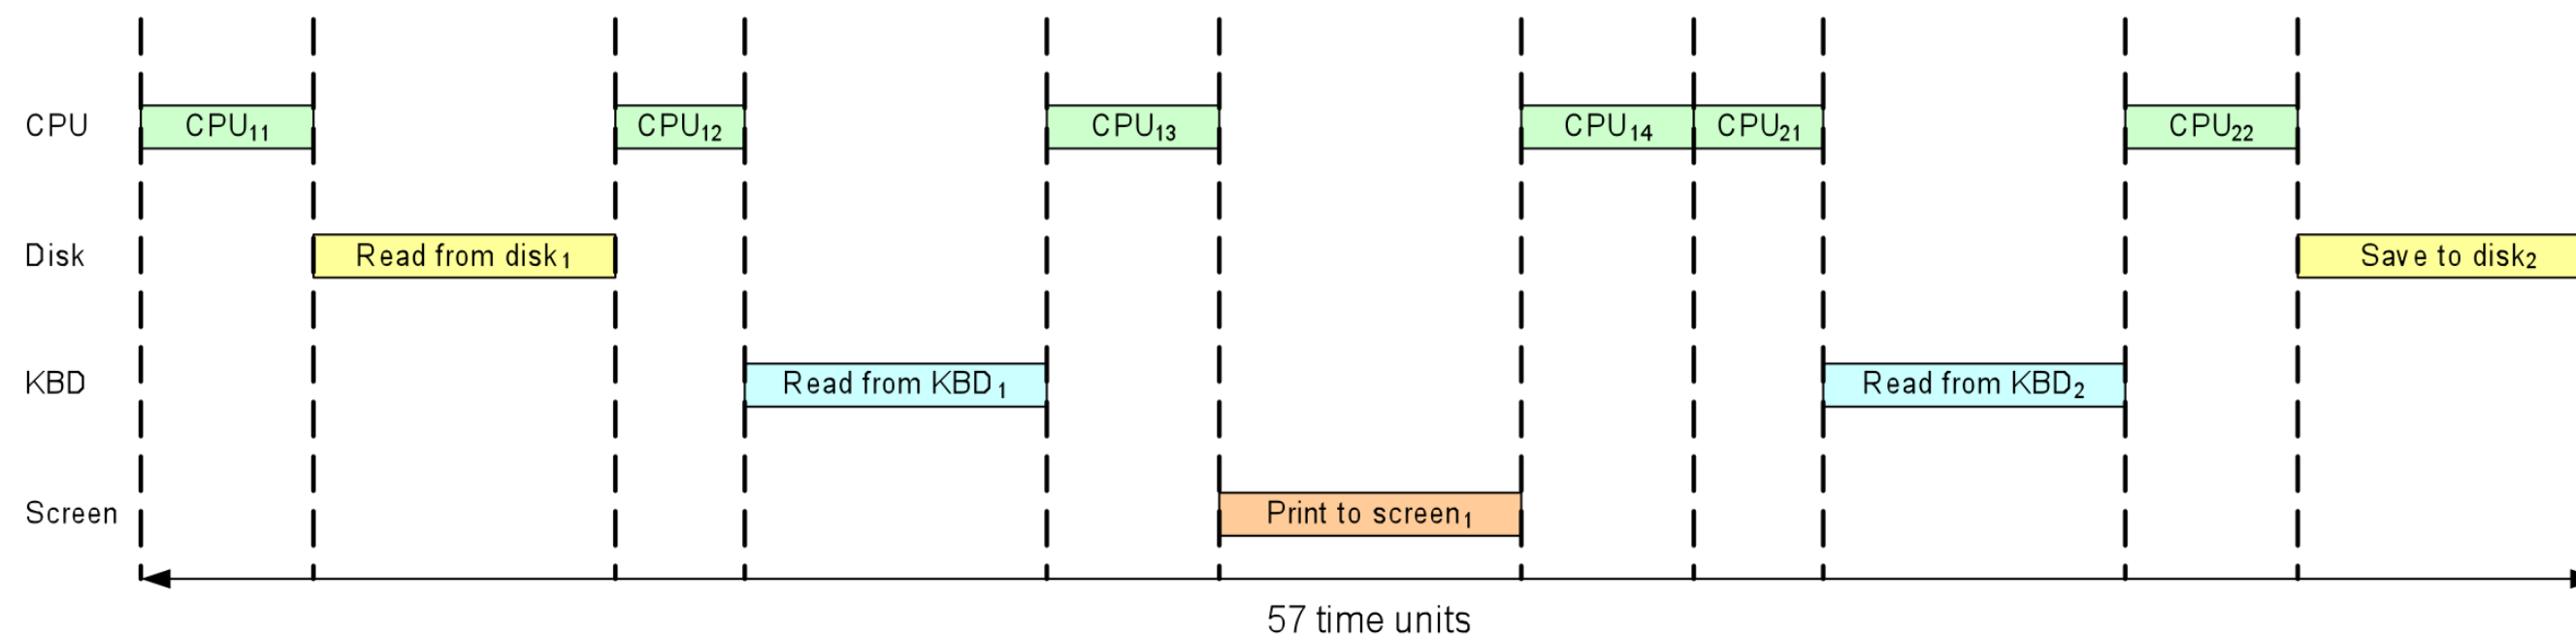 CPU CPU₁₁ CPU₁₂ CPU₁₃ CPU₁₄ CPU₂₁ CPU₂₂
Disk Read from disk₁ Save to disk₂
KBD Read from KBD₁ Read from KBD₂
Screen Print to screen₁
57 time units